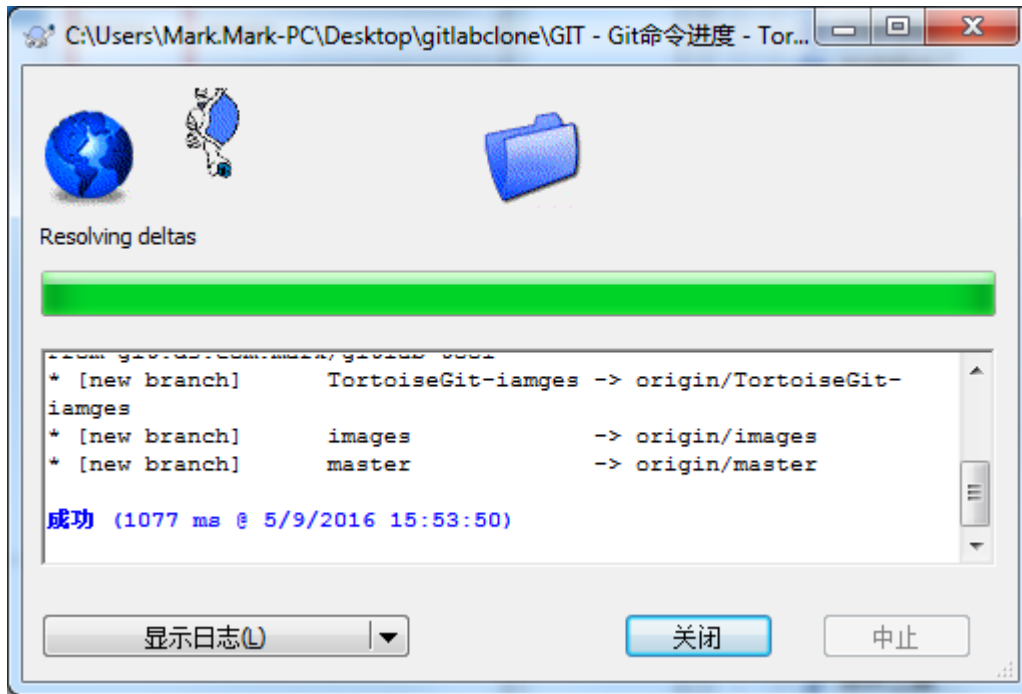 C:\Users\Mark.Mark-PC\Desktop\gitlabclone\GIT - Git命令进度 - Tor...
Resolving deltas
* [new branch] TortoiseGit-iamges -> origin/TortoiseGit-
iamges
* [new branch] images -> origin/images
* [new branch] master -> origin/master
成功 (1077 ms @ 5/9/2016 15:53:50)
显示日志(L)
关闭
中止